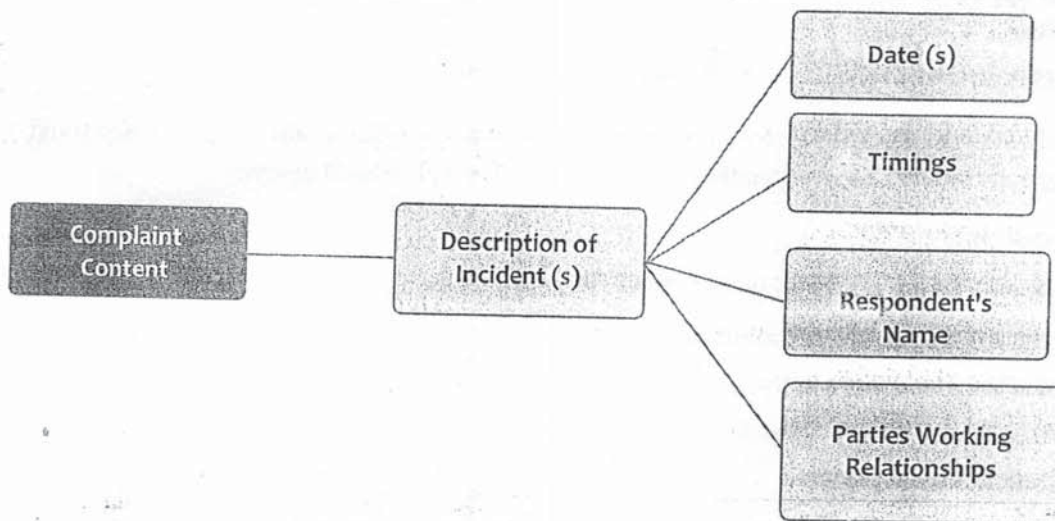 Complaint
Content
Description of
Incident (s)
Date (s)
Timings
Respondent's
Name
Parties Working
Relationships